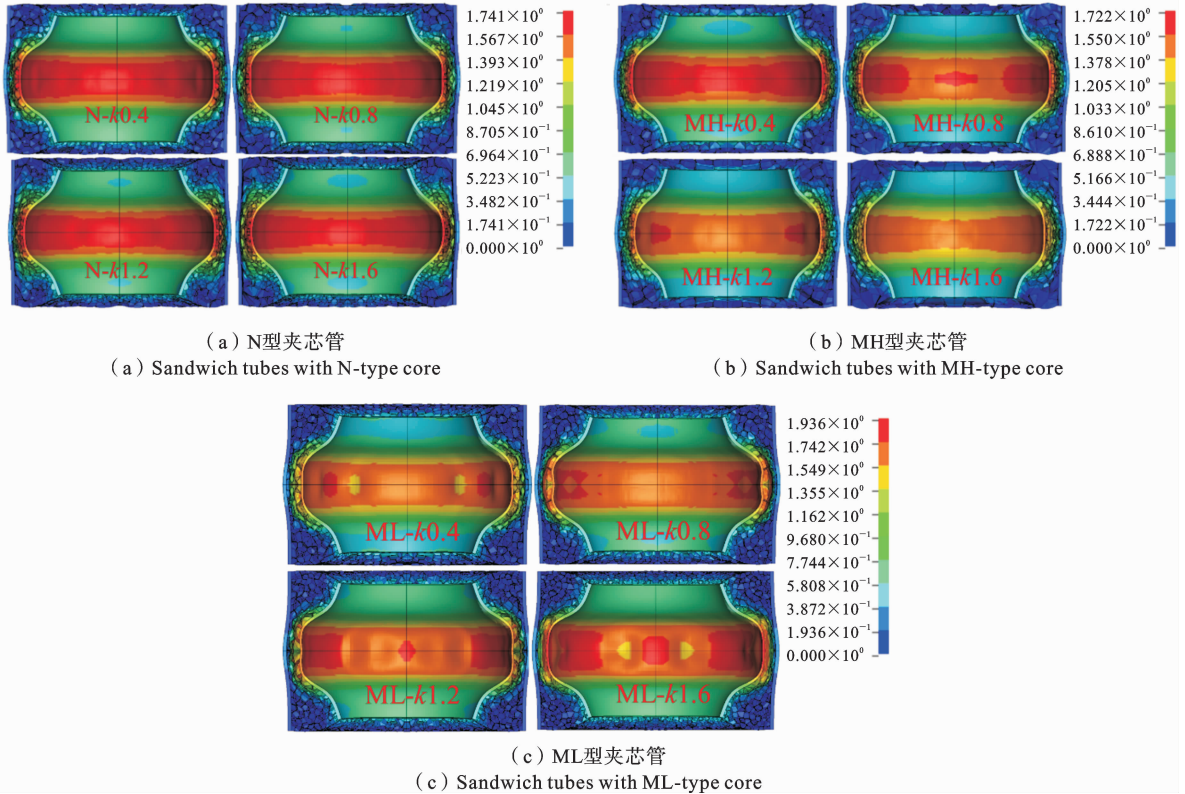 1.741×10⁰
1.567×10⁰
1.393×10⁰
1.219×10⁰
1.045×10⁰
8.705×10⁻¹
6.964×10⁻¹
5.223×10⁻¹
3.482×10⁻¹
1.741×10⁻¹
0.000×10⁰
N-k0.4
N-k0.8
N-k1.2
N-k1.6
(a)N型夹芯管
(a)Sandwich tubes with N-type core
1.722×10⁰
1.550×10⁰
1.378×10⁰
1.205×10⁰
1.033×10⁰
8.610×10⁻¹
6.888×10⁻¹
5.166×10⁻¹
3.444×10⁻¹
1.722×10⁻¹
0.000×10⁰
MH-k0.4
MH-k0.8
MH-k1.2
MH-k1.6
(b)MH型夹芯管
(b)Sandwich tubes with MH-type core
1.936×10⁰
1.742×10⁰
1.549×10⁰
1.355×10⁰
1.162×10⁰
9.680×10⁻¹
7.744×10⁻¹
5.808×10⁻¹
3.872×10⁻¹
1.936×10⁻¹
0.000×10⁰
ML-k0.4
ML-k0.8
ML-k1.2
ML-k1.6
(c)ML型夹芯管
(c)Sandwich tubes with ML-type core